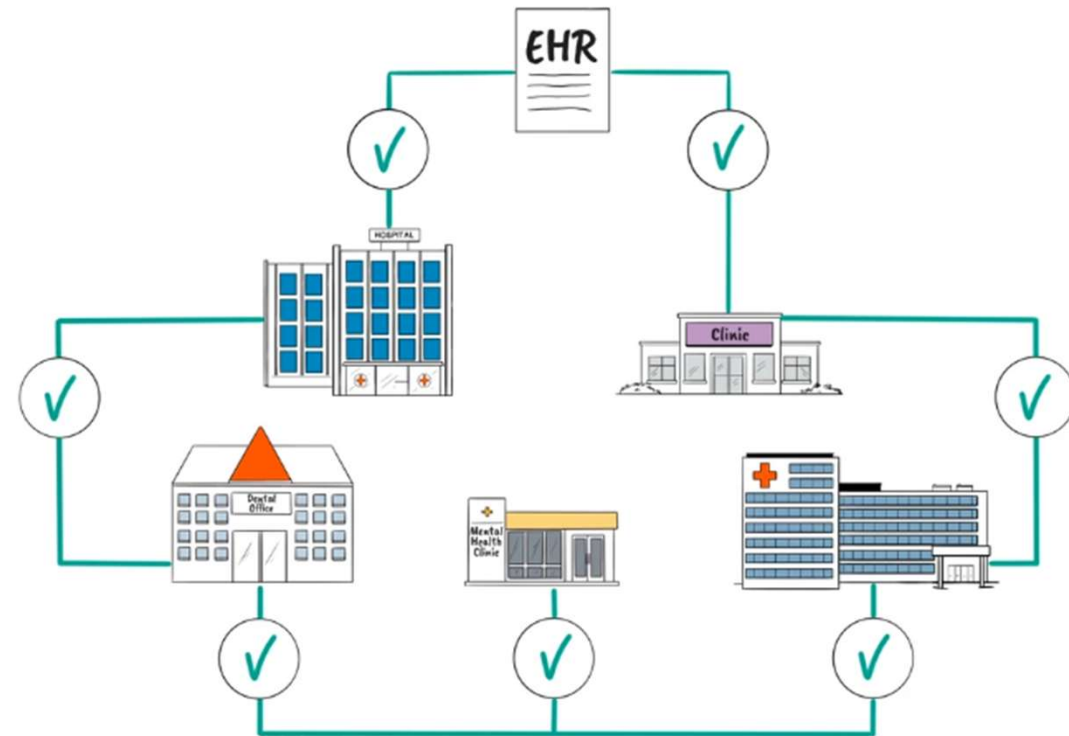 EHR
HOSPITAL
Clinic
Dental
Office
Mental
Health
Clinic